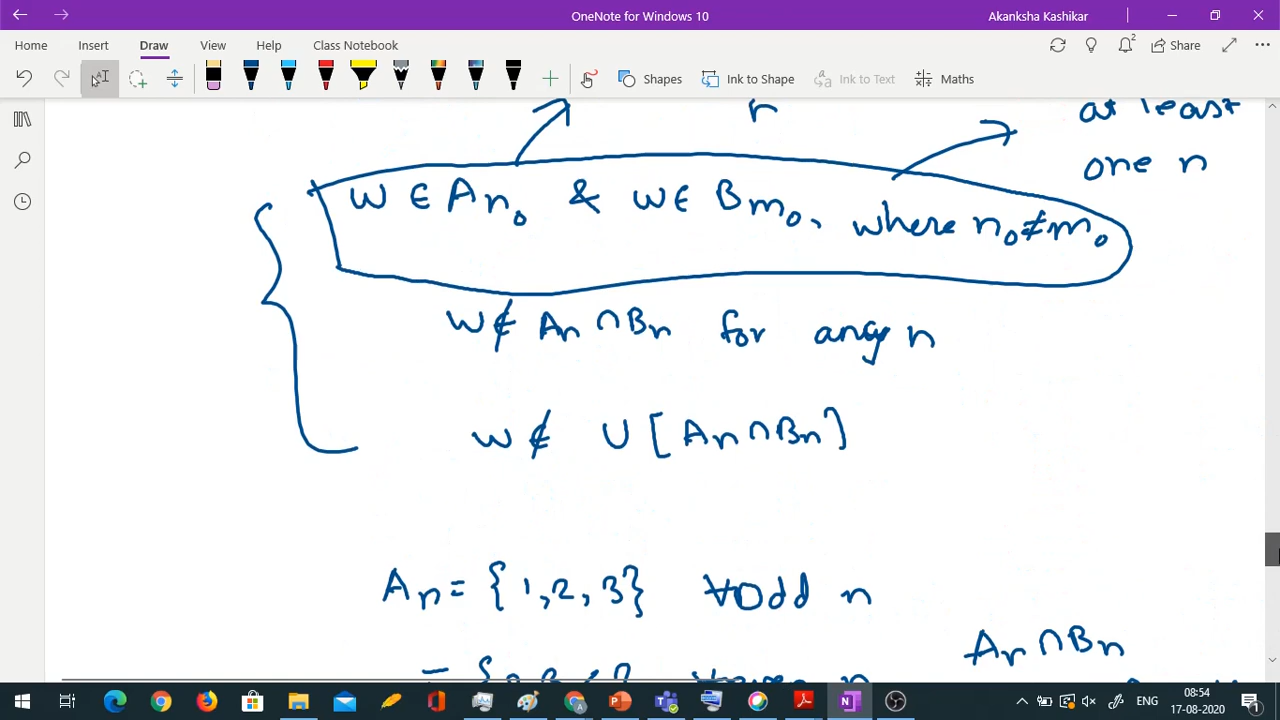 OneNote for Windows 10
Akanksha Kashikar
Home Insert Draw View Help Class Notebook
Share
Shapes Ink to Shape Ink to Text Maths
r
at least
one n
w ∈ An₀ & w ∈ Bm₀, where n₀ ≠ m₀
w ∉ An ∩ Bn for any n
w ∉ ∪ [An ∩ Bn]
An = {1, 2, 3} ∀ odd n
An ∩ Bn
ENG
08:54
17-08-2020